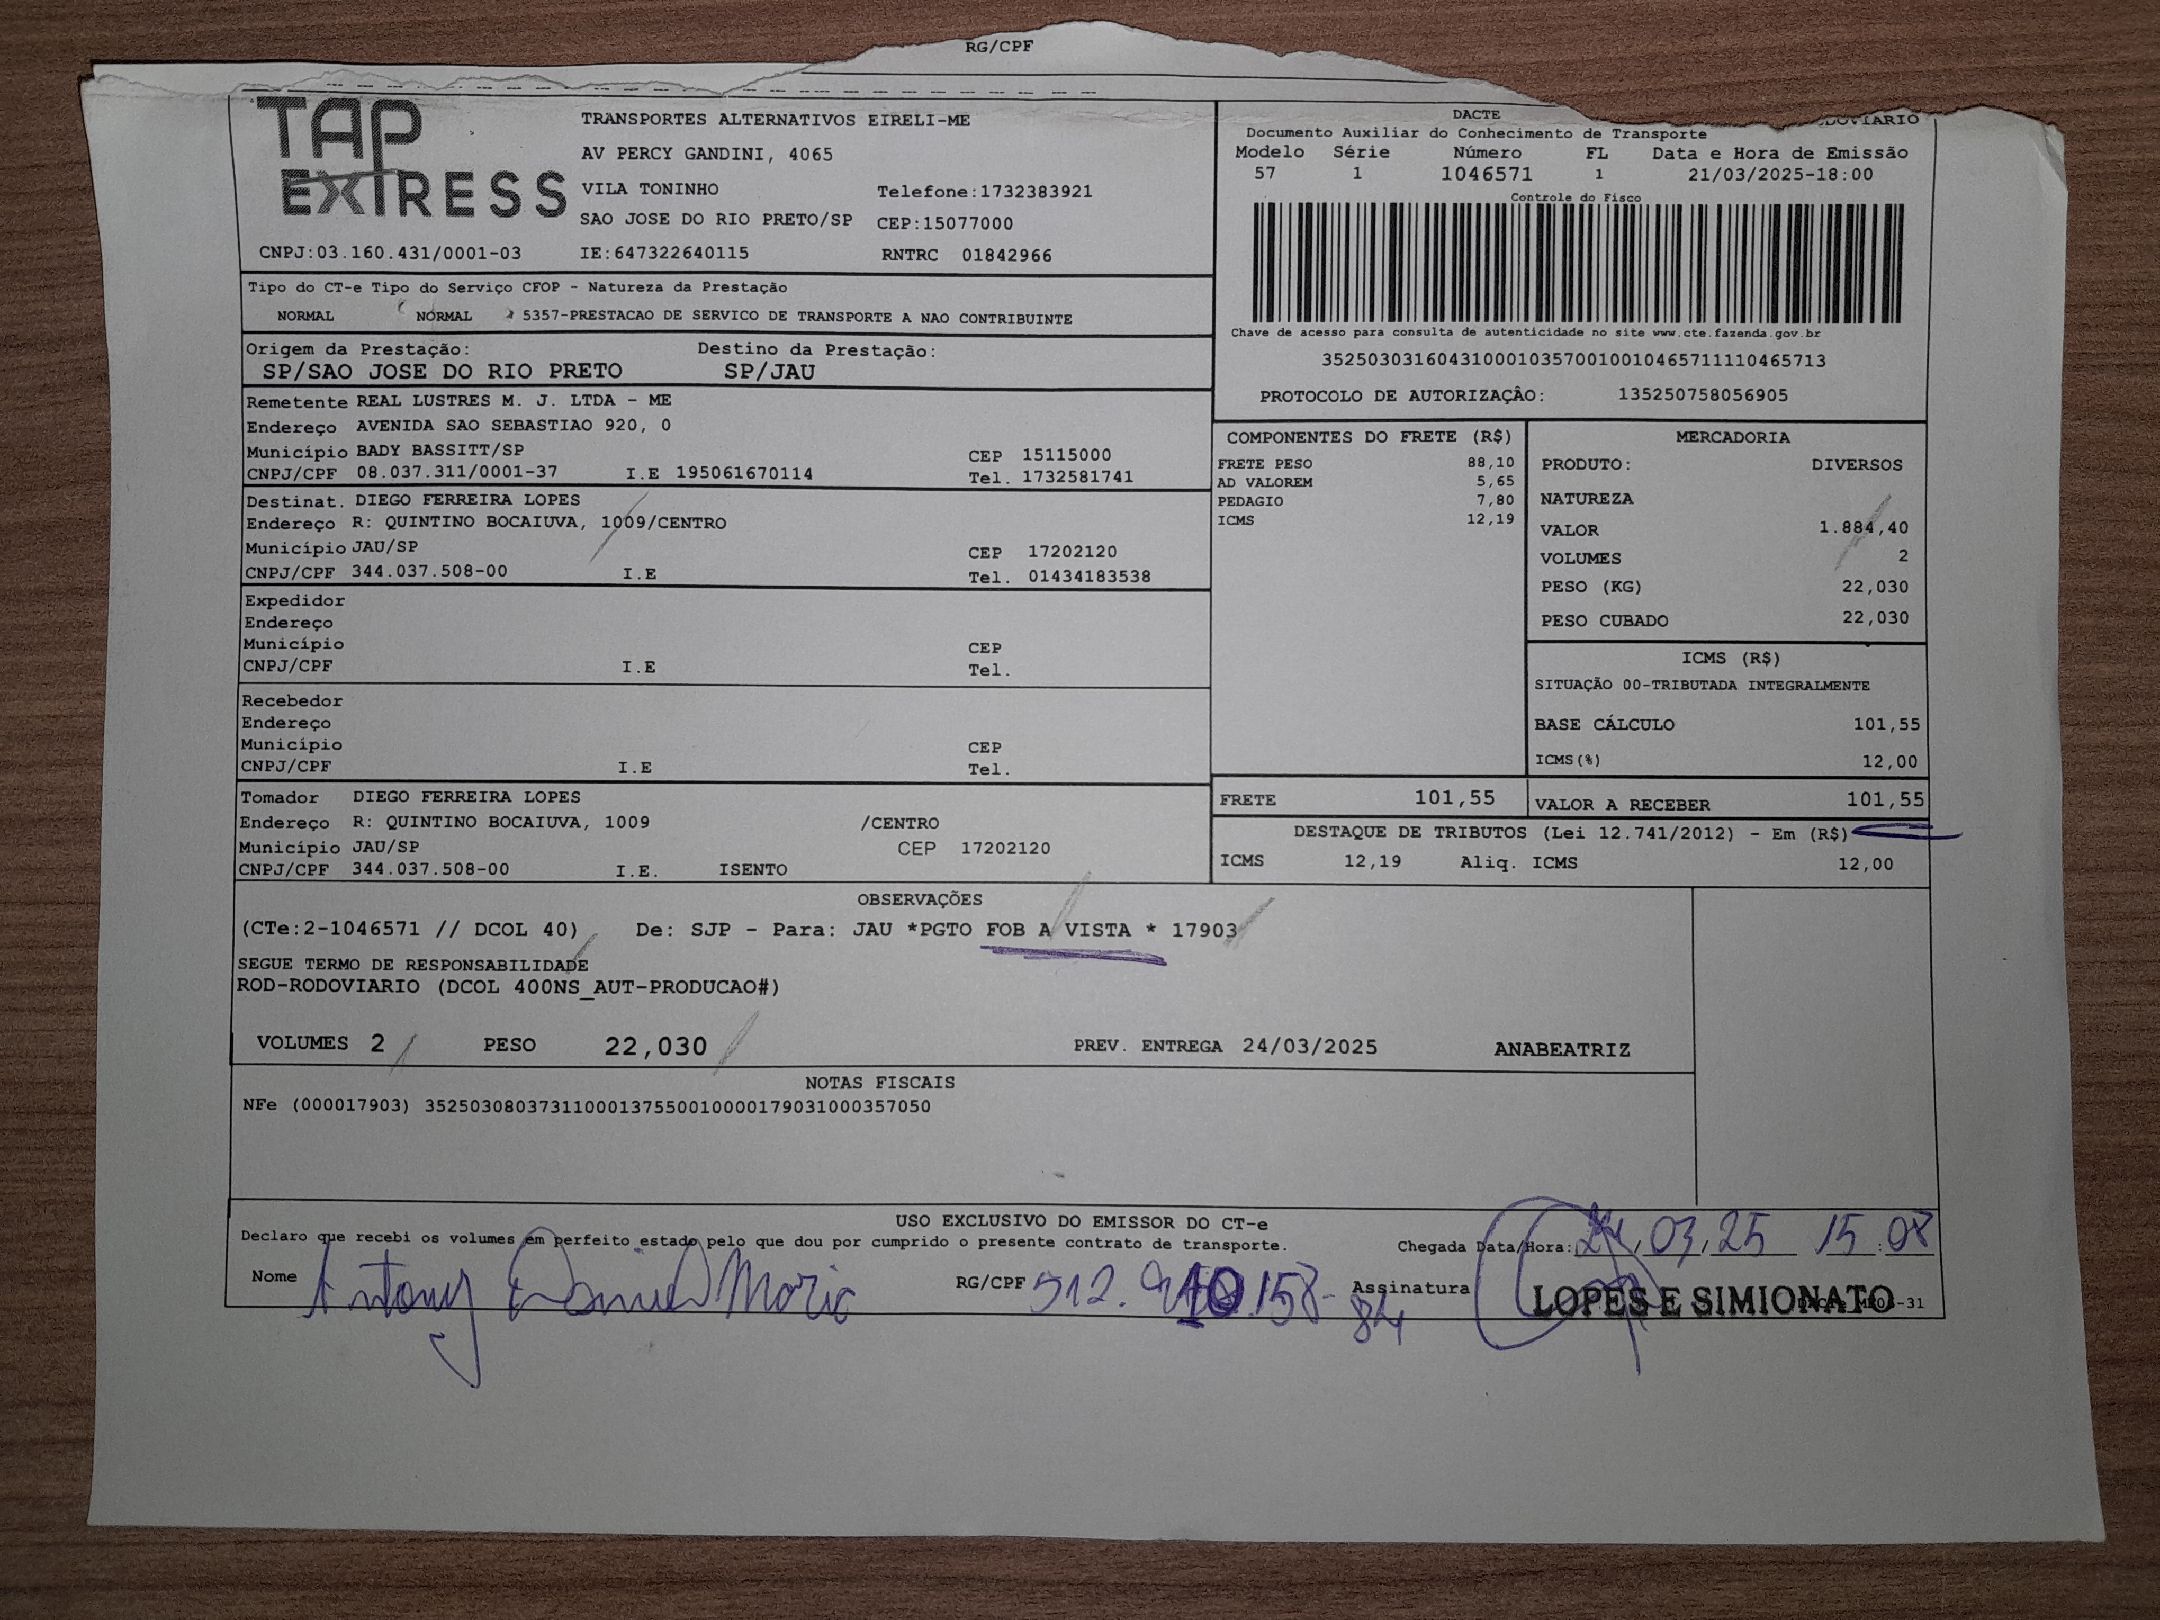 RG/CPF
TAP
EXPRESS
TRANSPORTES ALTERNATIVOS EIRELI-ME
AV PERCY GANDINI, 4065
VILA TONINHO Telefone:1732383921
SAO JOSE DO RIO PRETO/SP CEP:15077000
CNPJ:03.160.431/0001-03 IE:647322640115 RNTRC 01842966
DACTE
Documento Auxiliar do Conhecimento de Transporte
Modelo Série Número FL Data e Hora de Emissão
57 1 1046571 1 21/03/2025-18:00
Controle do Fisco
Chave de acesso para consulta de autenticidade no site www.cte.fazenda.gov.br
35250303160431000103570010010465711110465713
PROTOCOLO DE AUTORIZAÇÂO: 135250758056905
Tipo do CT-e Tipo do Serviço CFOP - Natureza da Prestação
NORMAL NORMAL 5357-PRESTACAO DE SERVICO DE TRANSPORTE A NAO CONTRIBUINTE
Origem da Prestação: Destino da Prestação:
SP/SAO JOSE DO RIO PRETO SP/JAU
Remetente REAL LUSTRES M. J. LTDA - ME
Endereço AVENIDA SAO SEBASTIAO 920, 0
Município BADY BASSITT/SP CEP 15115000
CNPJ/CPF 08.037.311/0001-37 I.E 195061670114 Tel. 1732581741
Destinat. DIEGO FERREIRA LOPES
Endereço R: QUINTINO BOCAIUVA, 1009/CENTRO
Município JAU/SP CEP 17202120
CNPJ/CPF 344.037.508-00 I.E Tel. 01434183538
Expedidor
Endereço
Município CEP
CNPJ/CPF I.E Tel.
Recebedor
Endereço
Município CEP
CNPJ/CPF I.E Tel.
Tomador DIEGO FERREIRA LOPES
Endereço R: QUINTINO BOCAIUVA, 1009 /CENTRO
Município JAU/SP CEP 17202120
CNPJ/CPF 344.037.508-00 I.E. ISENTO
COMPONENTES DO FRETE (R$)
FRETE PESO 88,10
AD VALOREM 5,65
PEDAGIO 7,80
ICMS 12,19
MERCADORIA
PRODUTO: DIVERSOS
NATUREZA
VALOR 1.884,40
VOLUMES 2
PESO (KG) 22,030
PESO CUBADO 22,030
ICMS (R$)
SITUAÇÃO 00-TRIBUTADA INTEGRALMENTE
BASE CÁLCULO 101,55
ICMS(%) 12,00
FRETE 101,55 VALOR A RECEBER 101,55
DESTAQUE DE TRIBUTOS (Lei 12.741/2012) - Em (R$)
ICMS 12,19 Aliq. ICMS 12,00
OBSERVAÇÕES
(CTe:2-1046571 // DCOL 40) De: SJP - Para: JAU *PGTO FOB A VISTA * 17903
SEGUE TERMO DE RESPONSABILIDADE
ROD-RODOVIARIO (DCOL 400NS_AUT-PRODUCAO#)
VOLUMES 2 PESO 22,030 PREV. ENTREGA 24/03/2025 ANABEATRIZ
NOTAS FISCAIS
NFe (000017903) 35250308037311000137550010000179031000357050
USO EXCLUSIVO DO EMISSOR DO CT-e
Declaro que recebi os volumes em perfeito estado pelo que dou por cumprido o presente contrato de transporte. Chegada Data/Hora: 24,03,25 15:08
Nome Antony Daniel RG/CPF 512. 10.158-84 Assinatura
LOPES E SIMIONATO